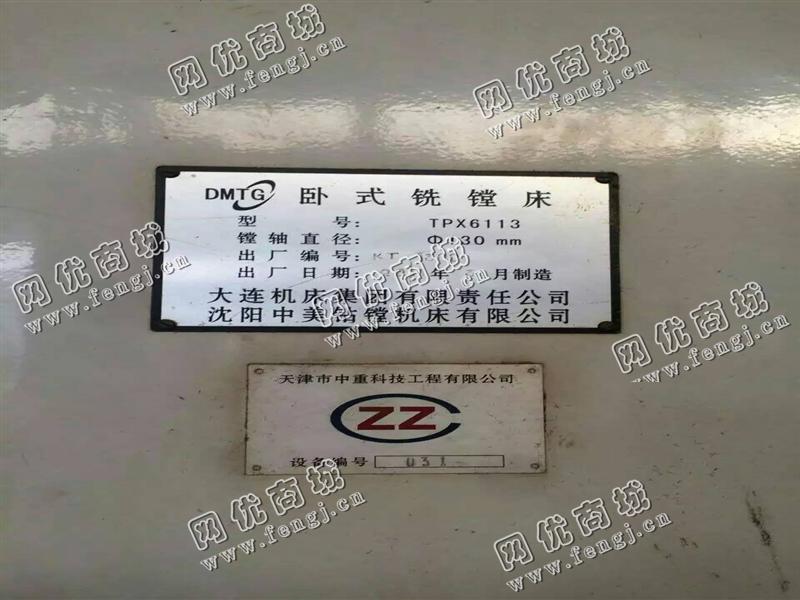 网优商城
www.fengj.cn
网优商城
www.fengj.cn
DMTG 卧式铣镗床
型号: TPX6113
镗轴直径: mm
出厂编号:
出厂日期: 年 月制造
大连机床集团有限责任公司
沈阳中美钻镗机床有限公司
网优商城
www.fengj.cn
网优商城
www.fengj.cn
天津市中重科技工程有限公司
ZZ
设备编号 031
网优商城
www.fengj.cn
网优商城
www.fengj.cn